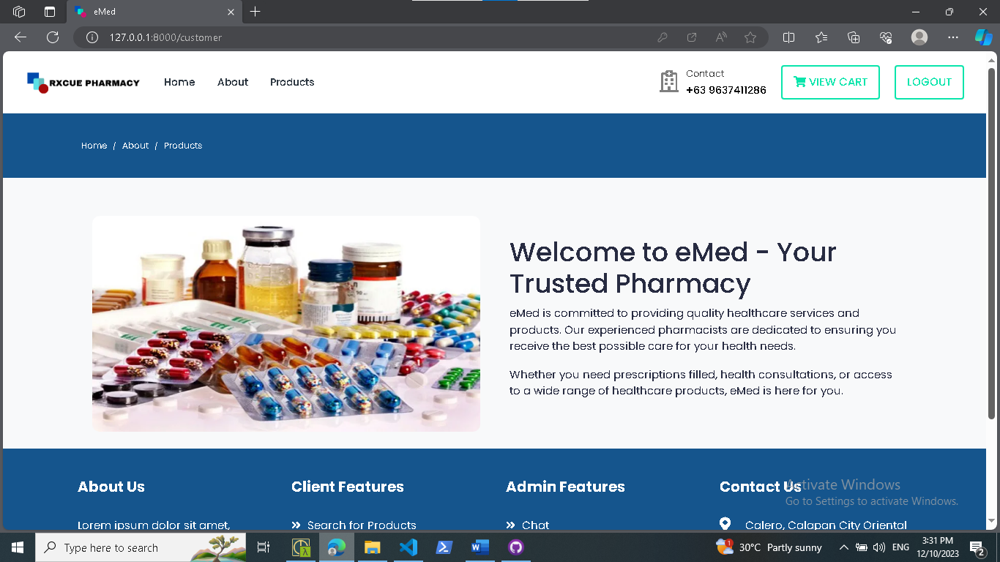 eMed
127.0.0.1:8000/customer
RXCUE PHARMACY
Home
About
Products
Contact
+63 9637411286
VIEW CART
LOGOUT
Home / About / Products
Welcome to eMed - Your
Trusted Pharmacy
eMed is committed to providing quality healthcare services and
products. Our experienced pharmacists are dedicated to ensuring you
receive the best possible care for your health needs.
Whether you need prescriptions filled, health consultations, or access
to a wide range of healthcare products, eMed is here for you.
About Us
Client Features
Admin Features
Contact Us
Activate Windows
Go to Settings to activate Windows.
Lorem ipsum dolor sit amet,
Search for Products
Chat
Calero, Calapan City Oriental
Type here to search
30°C Partly sunny
ENG
3:31 PM
12/10/2023
2